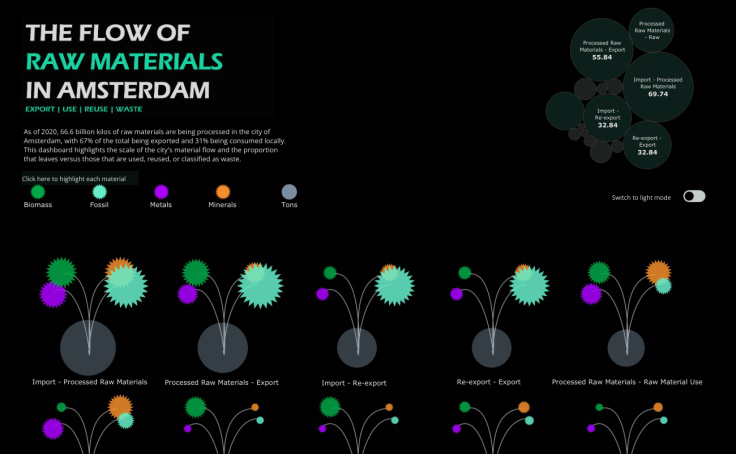 THE FLOW OF
RAW MATERIALS
IN AMSTERDAM
EXPORT | USE | REUSE | WASTE
As of 2020, 66.6 billion kilos of raw materials are being processed in the city of
Amsterdam, with 67% of the total being exported and 31% being consumed locally.
This dashboard highlights the scale of the city's material flow and the proportion
that leaves versus those that are used, reused, or classified as waste.
Click here to highlight each material
Biomass
Fossil
Metals
Minerals
Tons
Processed
Raw Materials
- Raw
Processed Raw
Materials - Export
55.84
Import - Processed
Raw Materials
69.74
Import -
Re-export
32.84
Re-export -
Export
32.84
Switch to light mode
Import - Processed Raw Materials
Processed Raw Materials - Export
Import - Re-export
Re-export - Export
Processed Raw Materials - Raw Material Use